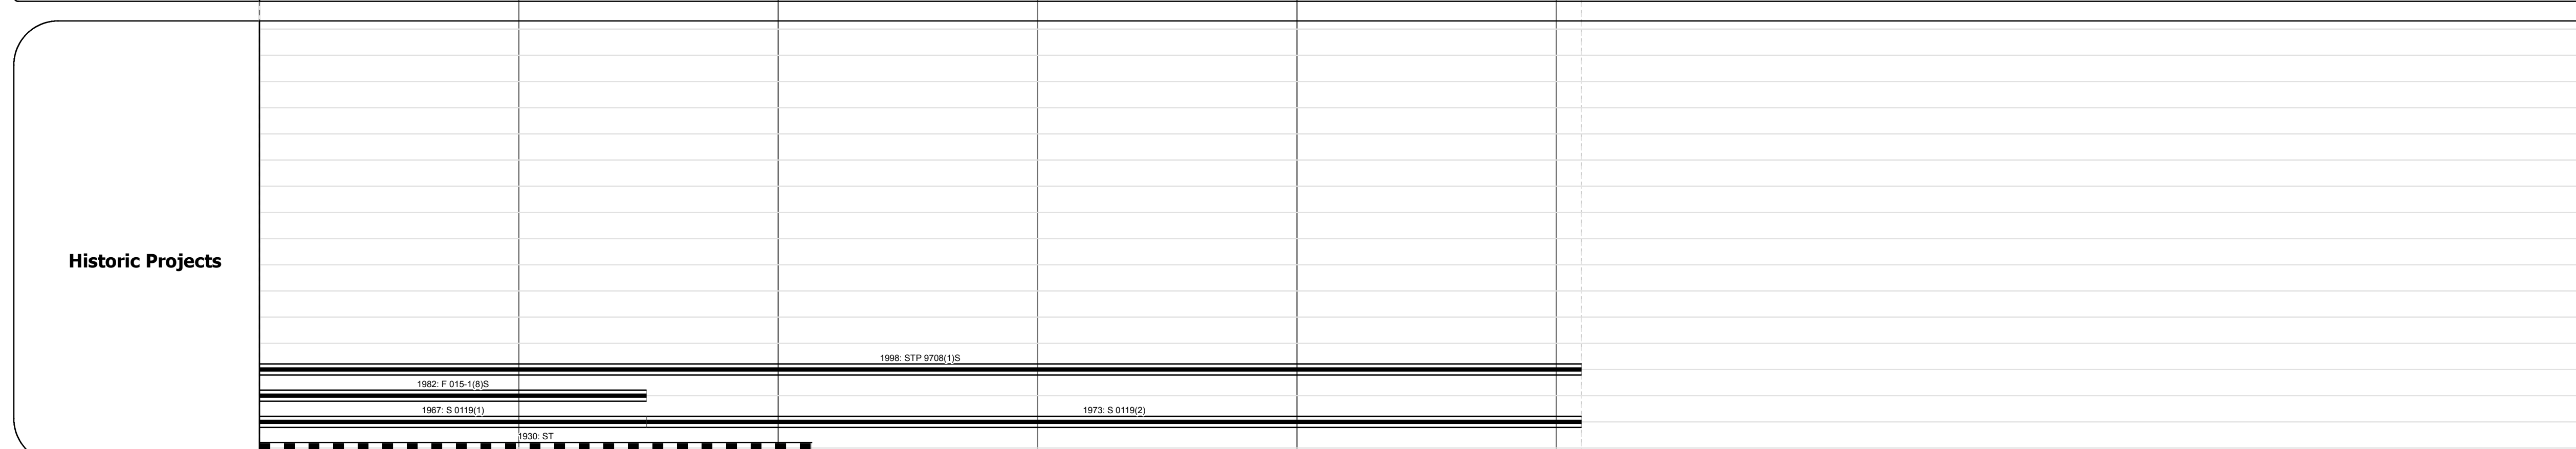 Historic Projects
1998: STP 9708(1)S
1982: F 015-1(8)S
1967: S 0119(1)
1973: S 0119(2)
1930: ST